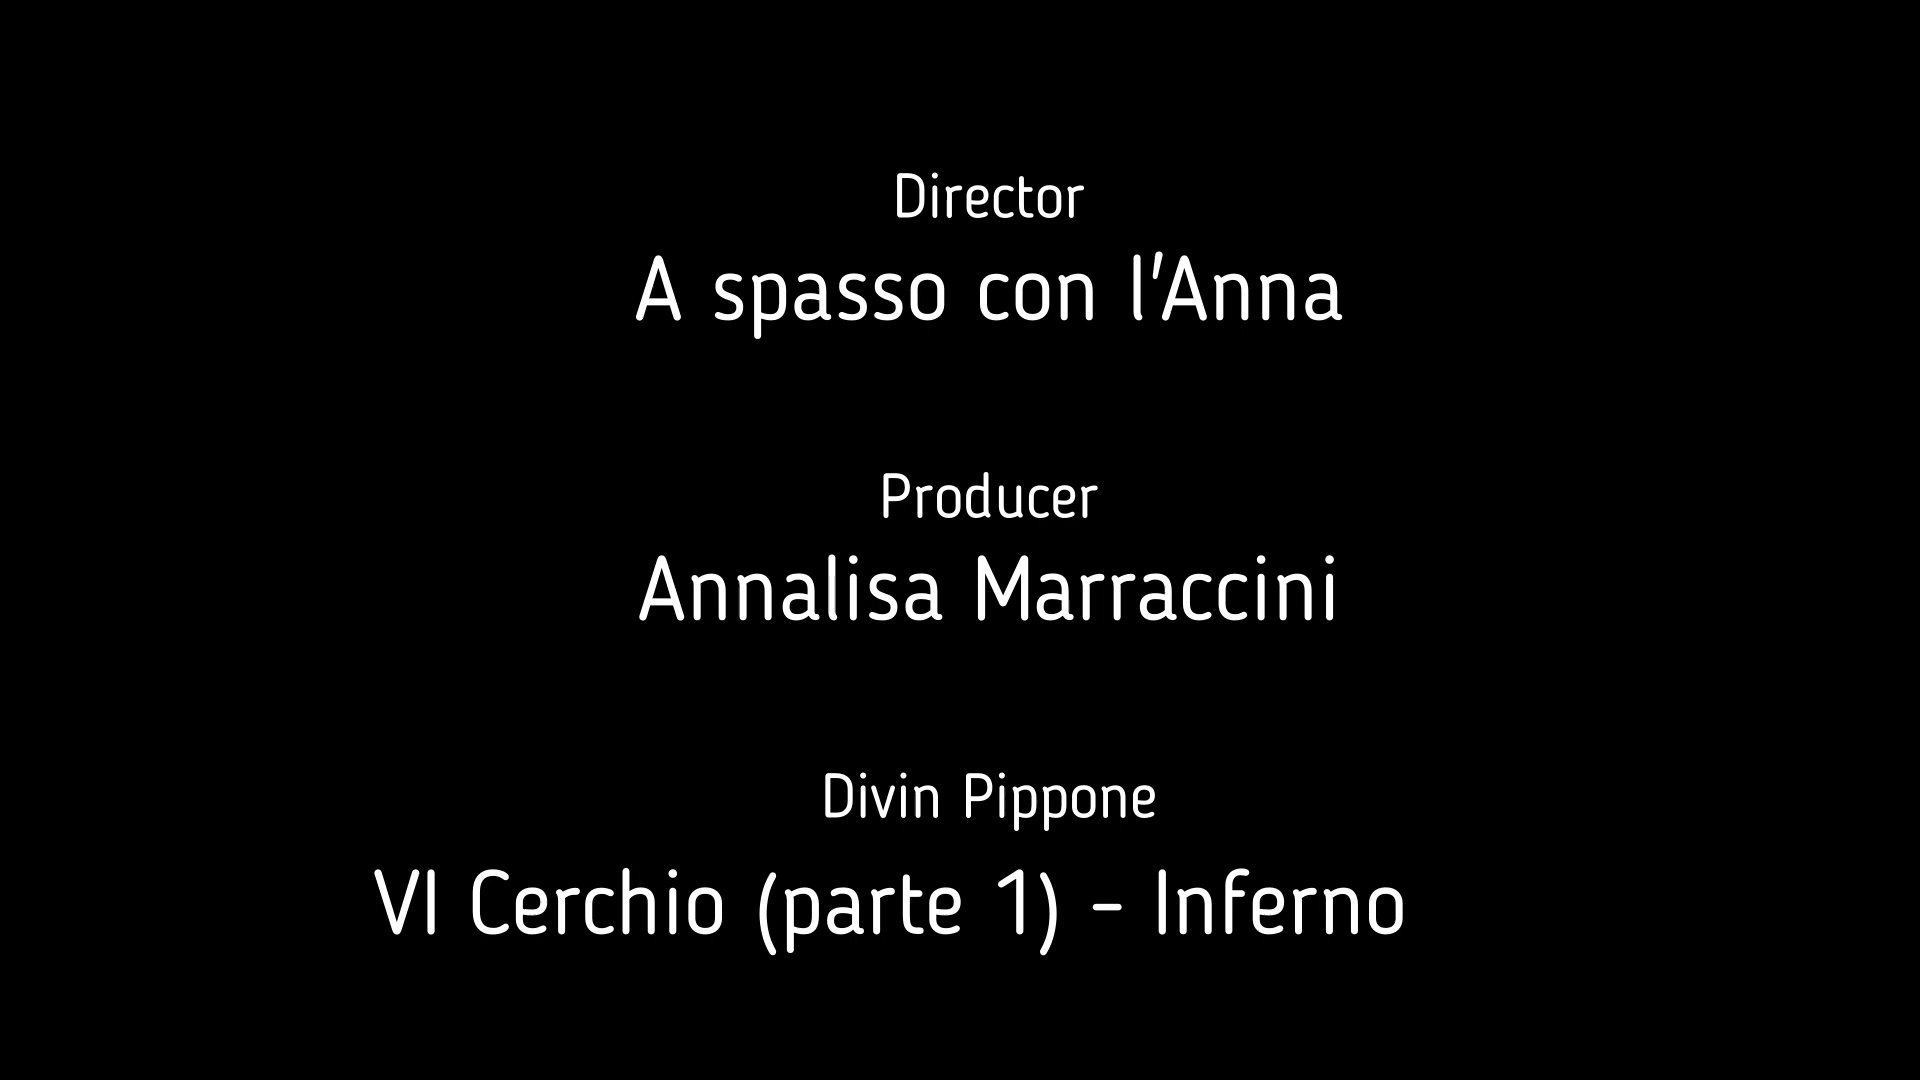 Director
A spasso con l'Anna
Producer
Annalisa Marraccini
Divin Pippone
VI Cerchio (parte 1) - Inferno